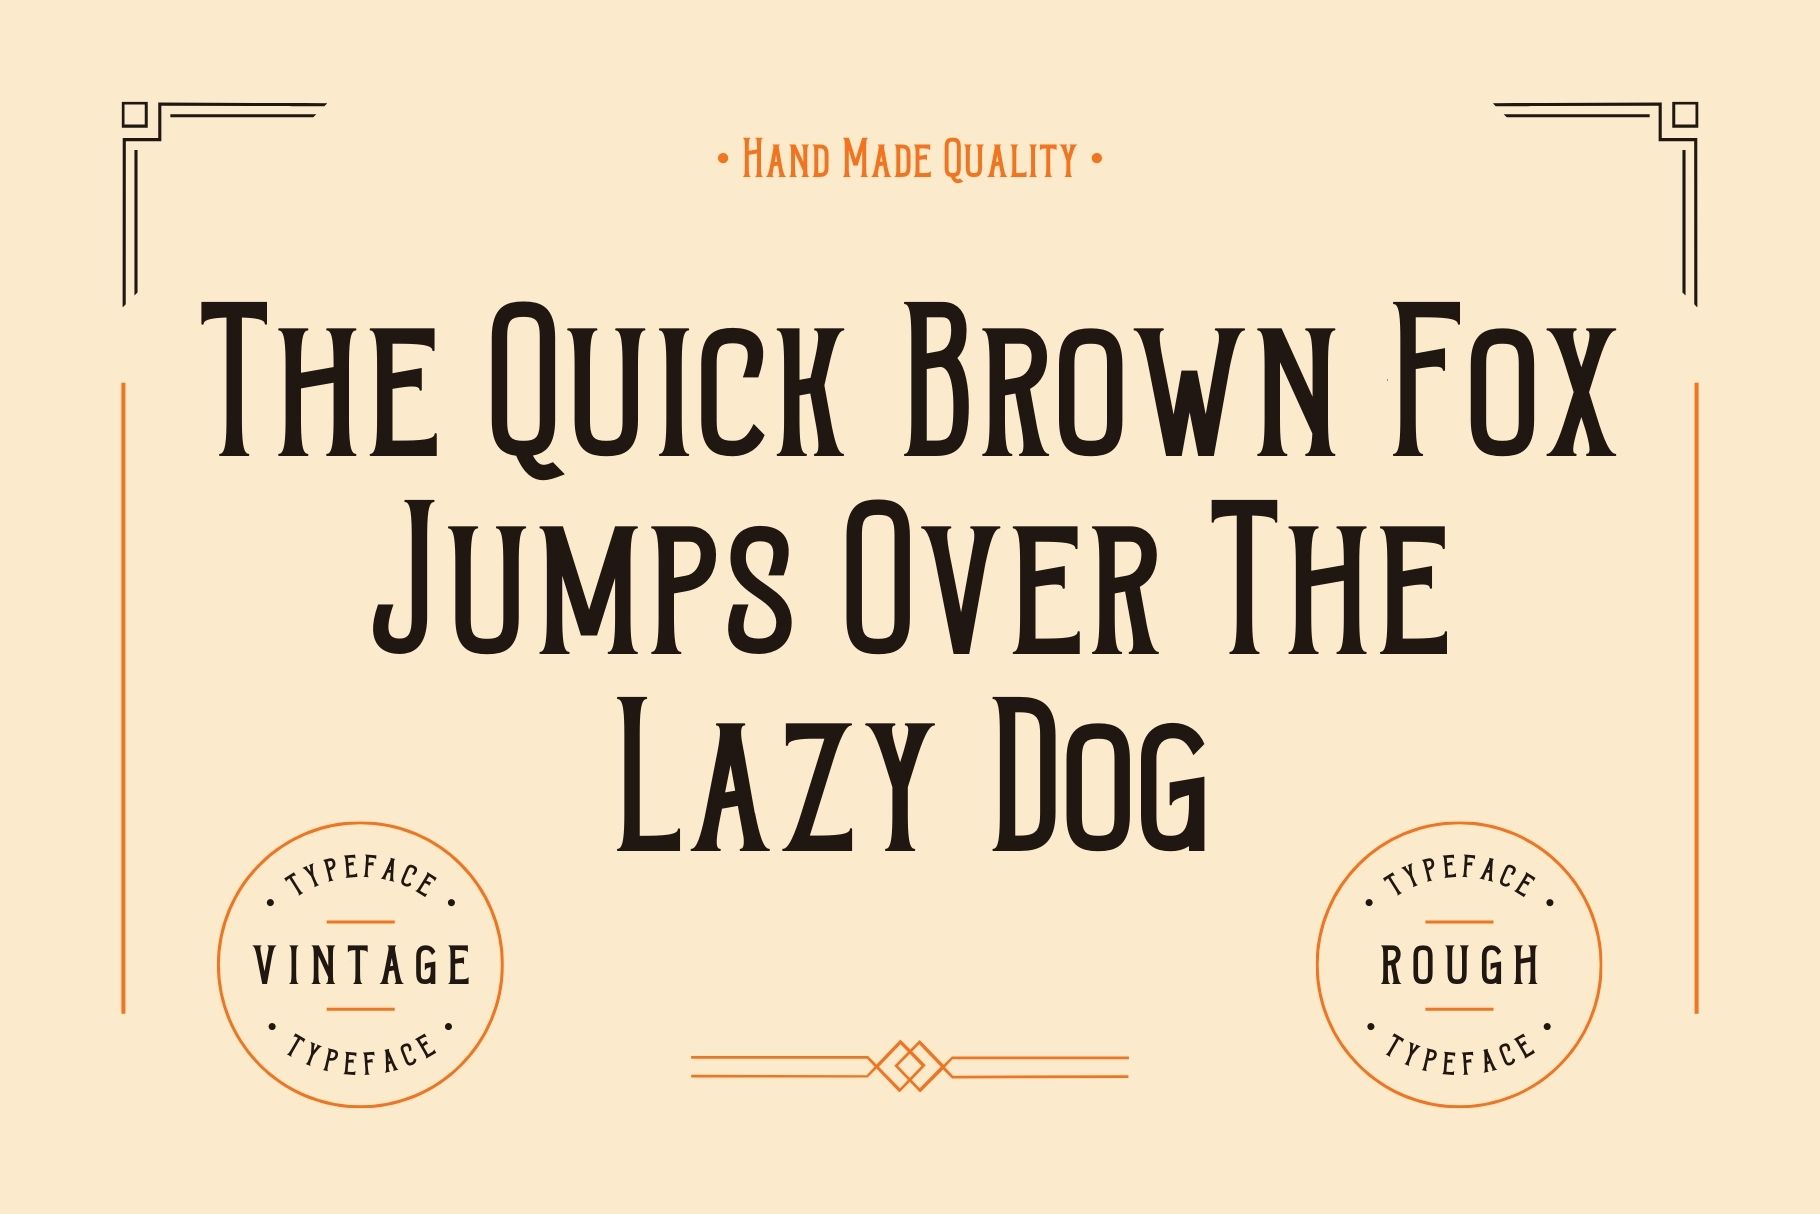 • Hand Made Quality •
The Quick Brown Fox
Jumps Over The
Lazy Dog
• TYPEFACE •
VINTAGE
• TYPEFACE •
• TYPEFACE •
ROUGH
• TYPEFACE •